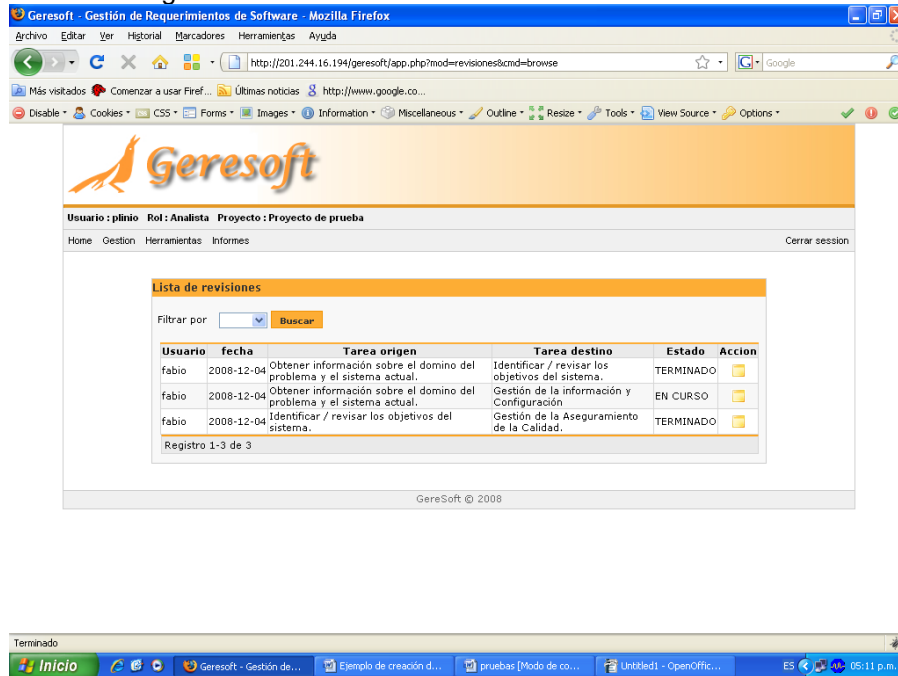 Geresoft - Gestión de Requerimientos de Software - Mozilla Firefox
Archivo Editar Ver Historial Marcadores Herramientas Ayuda
http://201.244.16.194/geresoft/app.php?mod=revisiones&cmd=browse
G Google
Más visitados Comenzar a usar Firef... Últimas noticias http://www.google.co...
Disable Cookies CSS Forms Images Information Miscellaneous Outline Resize Tools View Source Options
Geresoft
Usuario : plinio Rol : Analista Proyecto : Proyecto de prueba
Home Gestion Herramientas Informes Cerrar session
Lista de revisiones
Filtrar por Buscar
Usuario fecha Tarea origen Tarea destino Estado Accion
fabio 2008-12-04 Obtener información sobre el domino del problema y el sistema actual. Identificar / revisar los objetivos del sistema. TERMINADO
fabio 2008-12-04 Obtener información sobre el domino del problema y el sistema actual. Gestión de la información y Configuración EN CURSO
fabio 2008-12-04 Identificar / revisar los objetivos del sistema. Gestión de la Aseguramiento de la Calidad. TERMINADO
Registro 1-3 de 3
GereSoft © 2008
Terminado
Inicio Geresoft - Gestión de... Ejemplo de creación d... pruebas [Modo de co... Untitled1 - OpenOffic... ES 05:11 p.m.